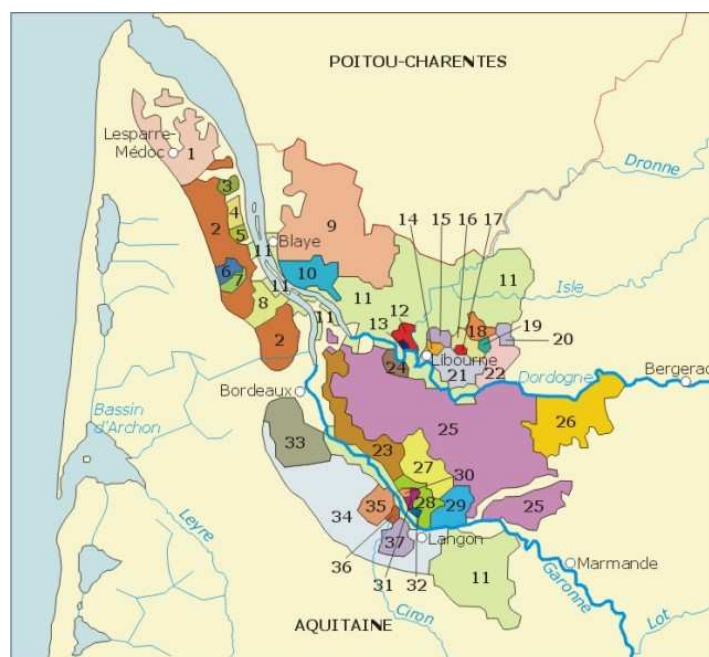 POITOU-CHARENTES
Lesparre-
Médoc
1
Dronne
3
4
2
5
11
Blaye
9
14
15
16
17
6
7
11
10
11
11
Isle
8
12
11
13
18
19
20
2
Libourne
24
21
22
Dordogne
Bergerac
Bordeaux
Bassin
d'Archon
23
25
26
33
27
30
Leyre
34
35
28
29
25
37
Langon
36
31
32
11
Marmande
Garonne
Ciron
Lot
AQUITAINE